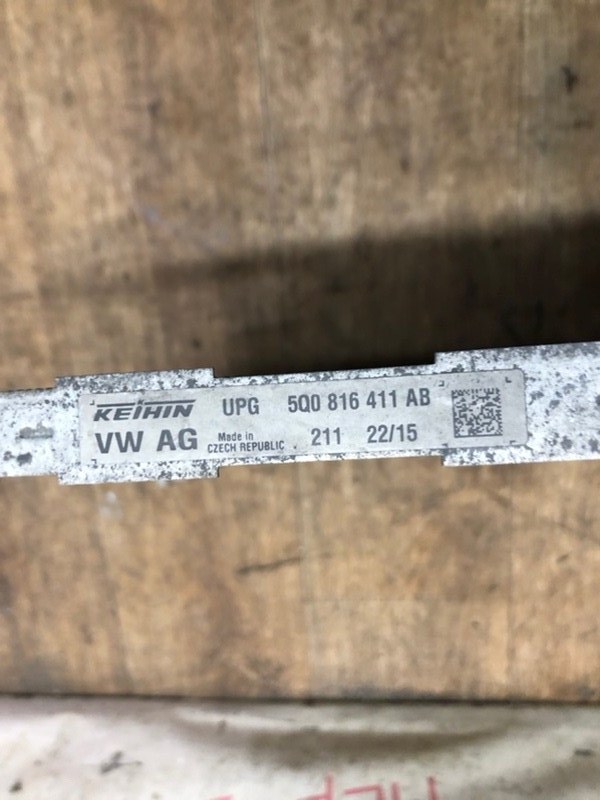 KEIHIN UPG 5Q0 816 411 AB
VW AG Made in CZECH REPUBLIC . 211 22/15